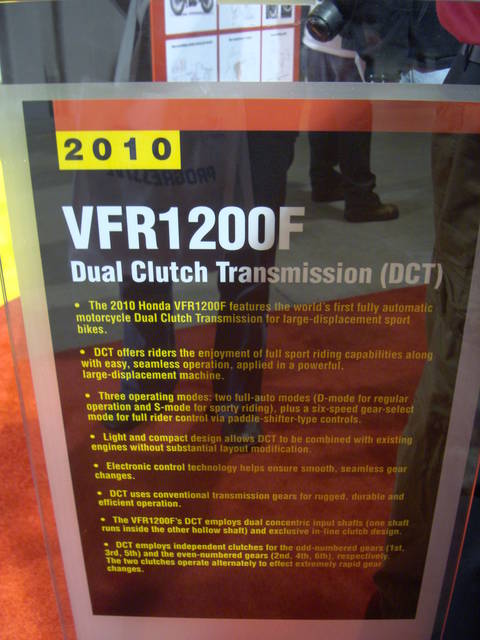 2010
VFR1200F
Dual Clutch Transmission (DCT)
• The 2010 Honda VFR1200F features the world's first fully automatic
motorcycle Dual Clutch Transmission for large-displacement sport
bikes.
• DCT offers riders the enjoyment of full sport riding capabilities along
with easy, seamless operation, applied in a powerful,
large-displacement machine.
• Three operating modes: two full-auto modes (D-mode for regular
operation and S-mode for sporty riding), plus a six-speed gear-select
mode for full rider control via paddle-shifter-type controls.
• Light and compact design allows DCT to be combined with existing
engines without substantial layout modification.
• Electronic control technology helps ensure smooth, seamless gear
changes.
• DCT uses conventional transmission gears for rugged, durable and
efficient operation.
• The VFR1200F's DCT employs dual concentric input shafts (one shaft
runs inside the other hollow shaft) and exclusive in-line clutch design.
• DCT employs independent clutches for the odd-numbered gears (1st,
3rd, 5th) and the even-numbered gears (2nd, 4th, 6th), respectively.
The two clutches operate alternately to effect extremely rapid gear
changes.
PROGRESSIVE